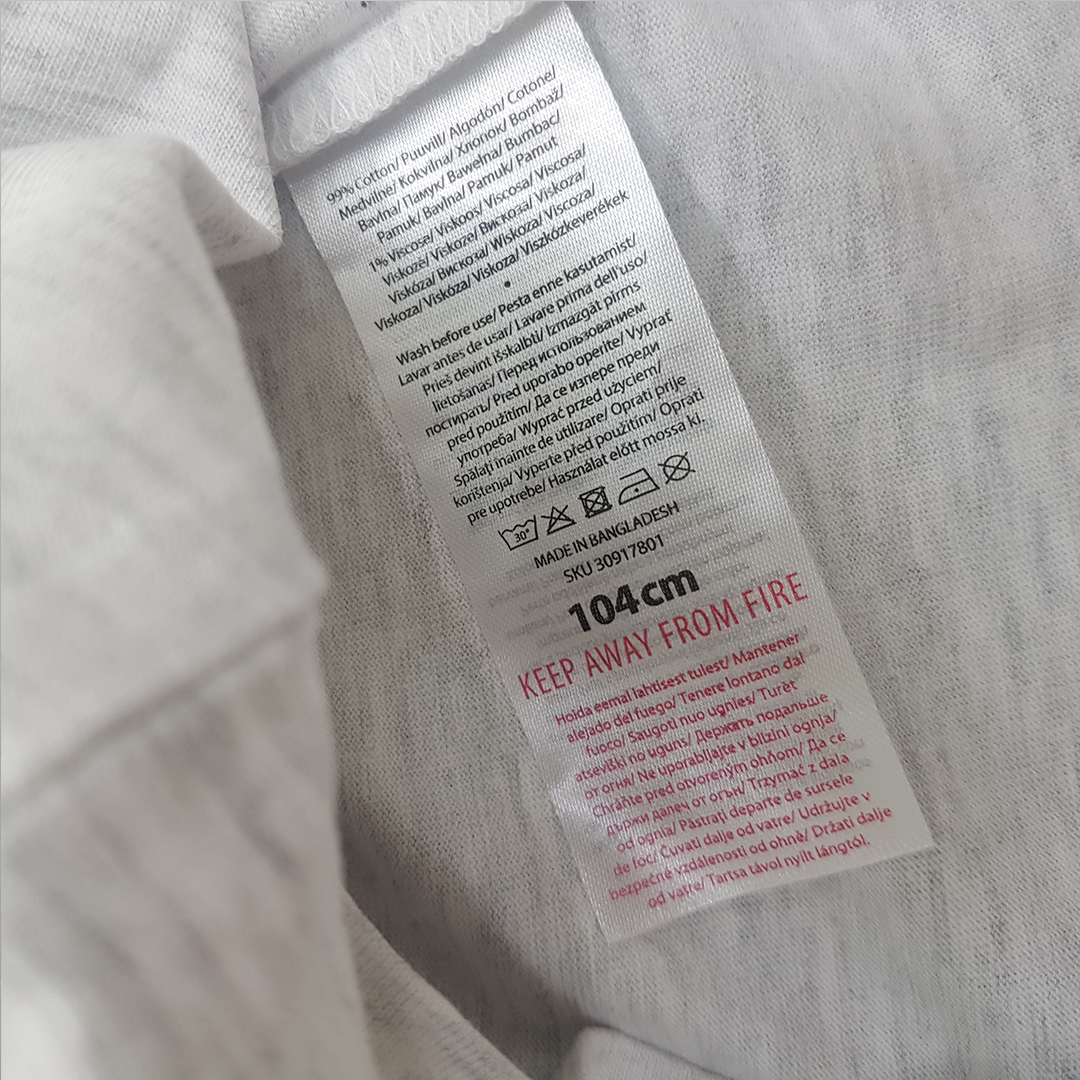 99% Cotton/ Puuvill/ Algodón/ Cotone/
Medvilnė/ Kokvilna/ Хлопок/ Bombaž/
Bavlna/ Памук/ Bawełna/ Bumbac/
Pamuk/ Bavlna/ Pamuk/ Pamut
1% Viscose/ Viskoos/ Viscosa/ Viscosa/
Viskozė/ Viskoze/ Вискоза/ Viskoza/
Viskóza/ Вискоза/ Wiskoza/ Viscoza/
Viskoza/ Viskóza/ Viskoza/ Viszkózkeverékek
Wash before use/ Pesta enne kasutamist/
Lavar antes de usar/ Lavare prima dell'uso/
Prieš devint išskalbti/ Izmazgāt pirms
lietošanas/ Перед использованием
постирать/ Pred uporabo operite/ Vyprať
pred použitím/ Да се изпере преди
употреба/ Wyprać przed użyciem/
Spălați inainte de utilizare/ Oprati prije
korištenja/ Vyperte před použitím/ Oprati
pre upotrebe/ Használat előtt mossa ki.
30°
MADE IN BANGLADESH
SKU 30917801
104cm
KEEP AWAY FROM FIRE
Hoida eemal lahtisest tulest/ Mantener
alejado del fuego/ Tenere lontano dal
fuoco/ Saugoti nuo ugnies/ Turēt
atsevišķi no uguns/ Держать подальше
от огня/ Ne uporabljajte v bližini ognja/
Chráňte pred otvoreným ohňom/ Да се
държи далеч от огън/ Trzymać z dala
od ognia/ Păstrați departe de sursele
de foc/ Čuvati dalje od vatre/ Udržujte v
bezpečné vzdálenosti od ohně/ Držati dalje
od vatre/ Tartsa távol nyílt lángtól.